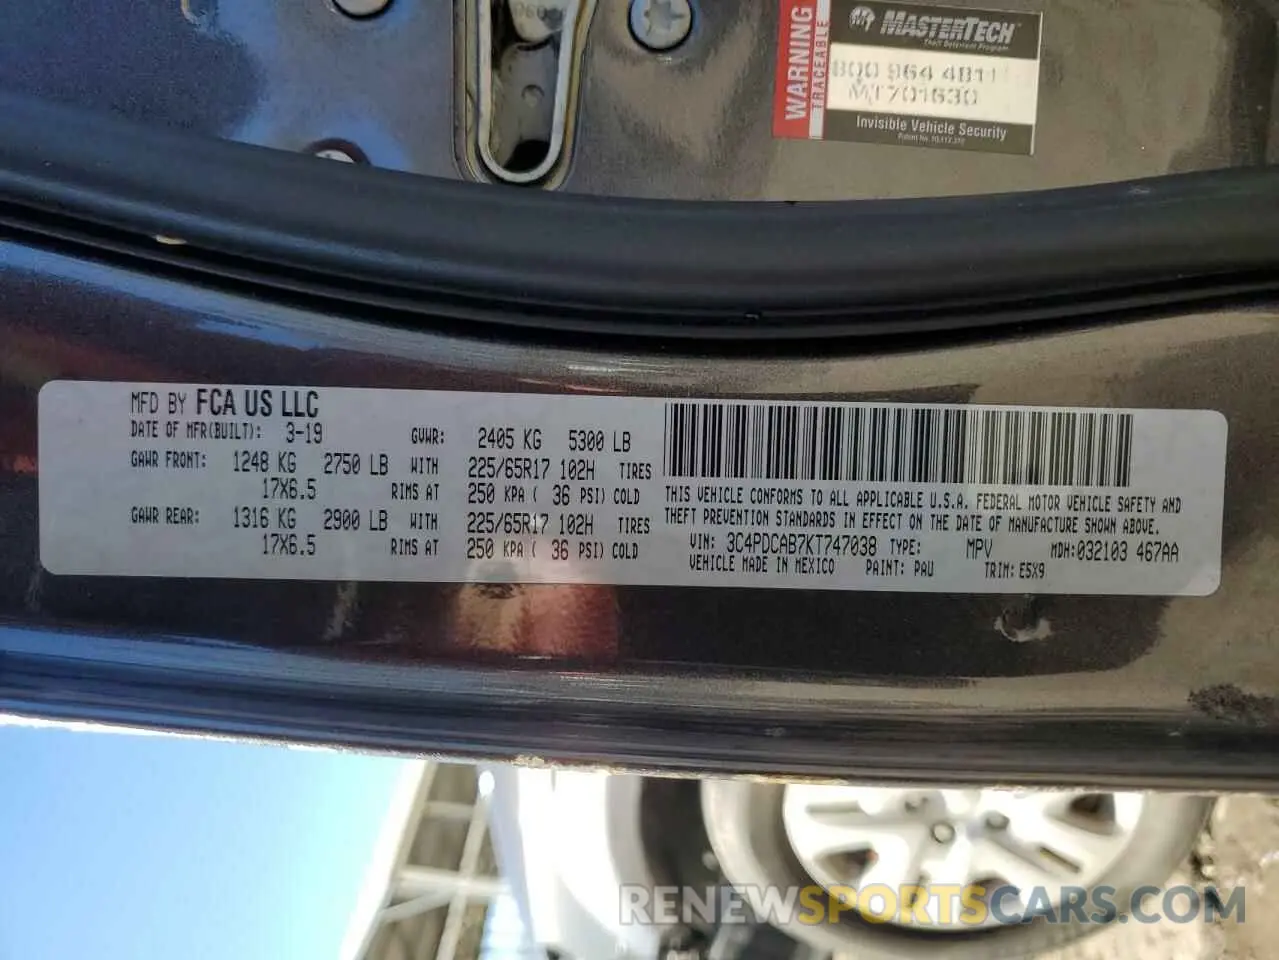 WARNING
TRACEABLE
MASTERTECH
Theft Deterrent Program
800 964 4811
MT701630
Invisible Vehicle Security
MFD BY FCA US LLC
DATE OF MFR(BUILT): 3-19 GVWR: 2405 KG 5300 LB
GAWR FRONT: 1248 KG 2750 LB WITH 225/65R17 102H TIRES
17X6.5 RIMS AT 250 KPA ( 36 PSI) COLD
GAWR REAR: 1316 KG 2900 LB WITH 225/65R17 102H TIRES
17X6.5 RIMS AT 250 KPA ( 36 PSI) COLD
THIS VEHICLE CONFORMS TO ALL APPLICABLE U.S.A. FEDERAL MOTOR VEHICLE SAFETY AND
THEFT PREVENTION STANDARDS IN EFFECT ON THE DATE OF MANUFACTURE SHOWN ABOVE.
VIN: 3C4PDCAB7KT747038 TYPE: MPV MDH:032103 467AA
VEHICLE MADE IN MEXICO PAINT: PAU TRIM: E5X9
RENEWSPORTSCARS.COM